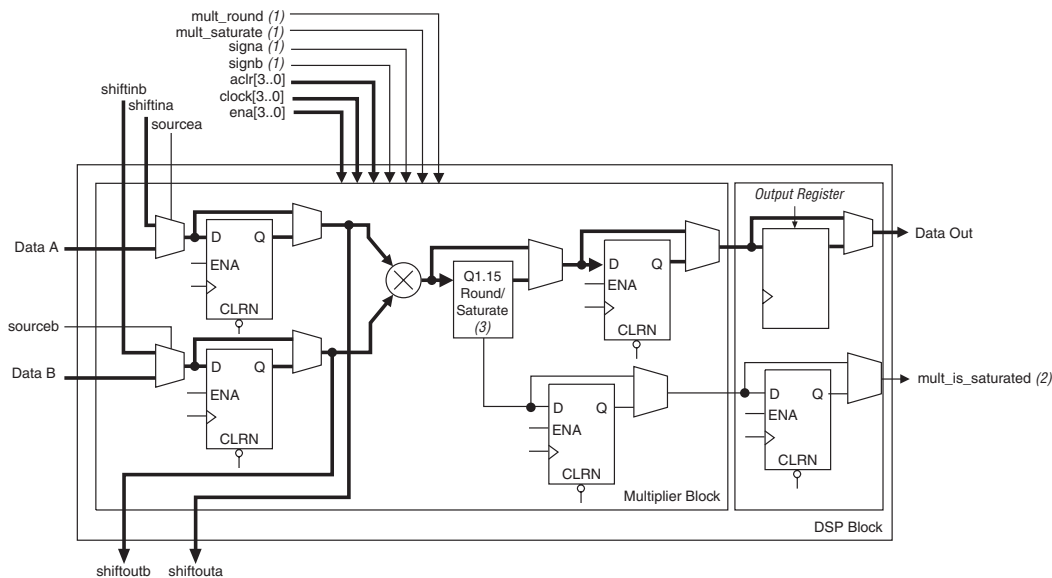 mult_round (1)
mult_saturate (1)
signa (1)
signb (1)
aclr[3..0]
clock[3..0]
ena[3..0]
shiftinb
shiftina
sourcea
Data A
D Q
ENA
CLRN
sourceb
Data B
D Q
ENA
CLRN
Q1.15
Round/
Saturate
(3)
D Q
ENA
CLRN
D Q
ENA
CLRN
Multiplier Block
Output Register
Data Out
D Q
ENA
CLRN
mult_is_saturated (2)
DSP Block
shiftoutb
shiftouta